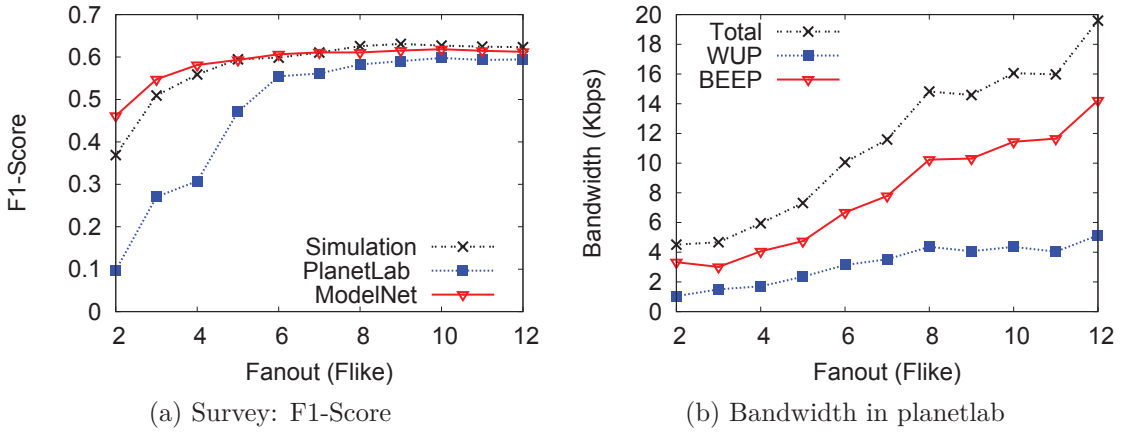 0.7
0.6
0.5
0.4
0.3
0.2
0.1
0
F1-Score
Simulation
PlanetLab
ModelNet
2 4 6 8 10 12
Fanout (Flike)
(a) Survey: F1-Score
20
18
16
14
12
10
8
6
4
2
0
Bandwidth (Kbps)
Total
WUP
BEEP
2 4 6 8 10 12
Fanout (Flike)
(b) Bandwidth in planetlab